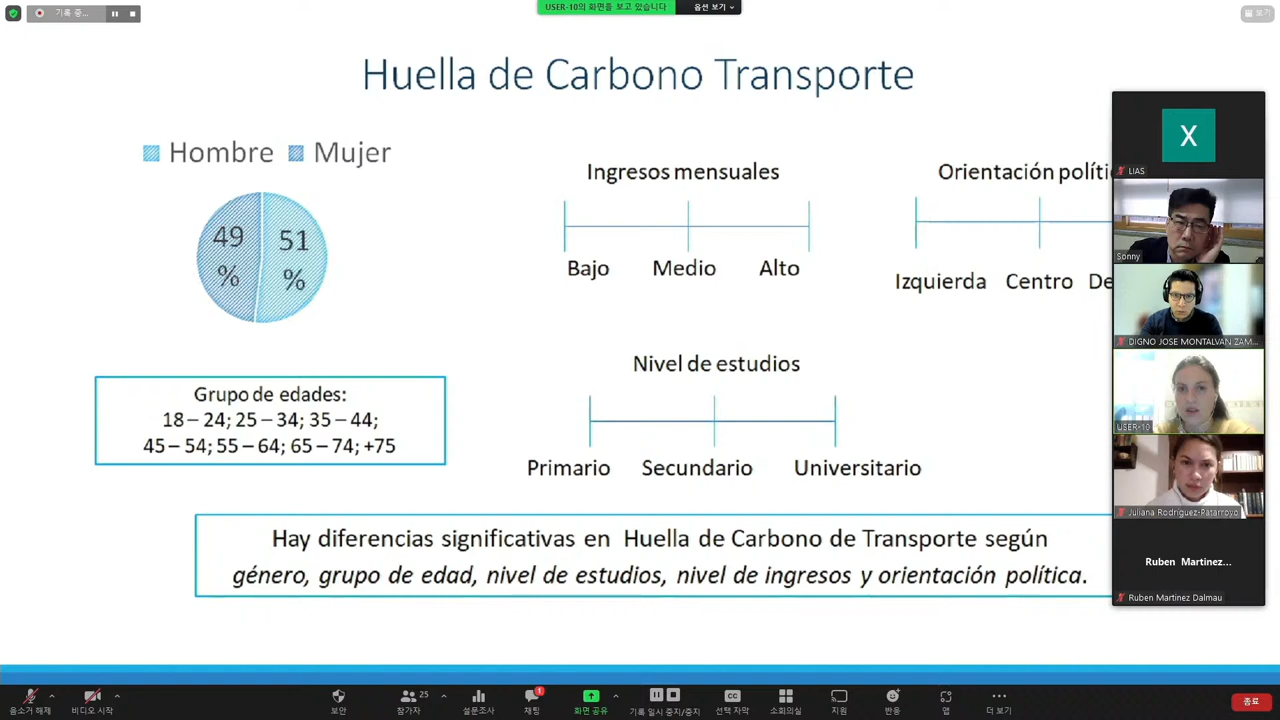 기록 중...
USER-10의 화면을 보고 있습니다
옵션 보기
보기
Huella de Carbono Transporte
Hombre Mujer
49 %
51 %
Ingresos mensuales
Bajo Medio Alto
Orientación políti
Izquierda Centro De
Grupo de edades:
18 – 24; 25 – 34; 35 – 44;
45 – 54; 55 – 64; 65 – 74; +75
Nivel de estudios
Primario Secundario Universitario
Hay diferencias significativas en Huella de Carbono de Transporte según
género, grupo de edad, nivel de estudios, nivel de ingresos y orientación política.
X
LIAS
Sonny
DIGNO JOSE MONTALVAN ZAM...
USER-10
Juliana Rodríguez-Patarroyo
Ruben Martinez...
Ruben Martinez Dalmau
음소거 해제
비디오 시작
보안
25
참가자
설문조사
1
채팅
화면 공유
기록 일시 중지/중지
CC
선택 자막
소회의실
지원
반응
앱
더 보기
종료